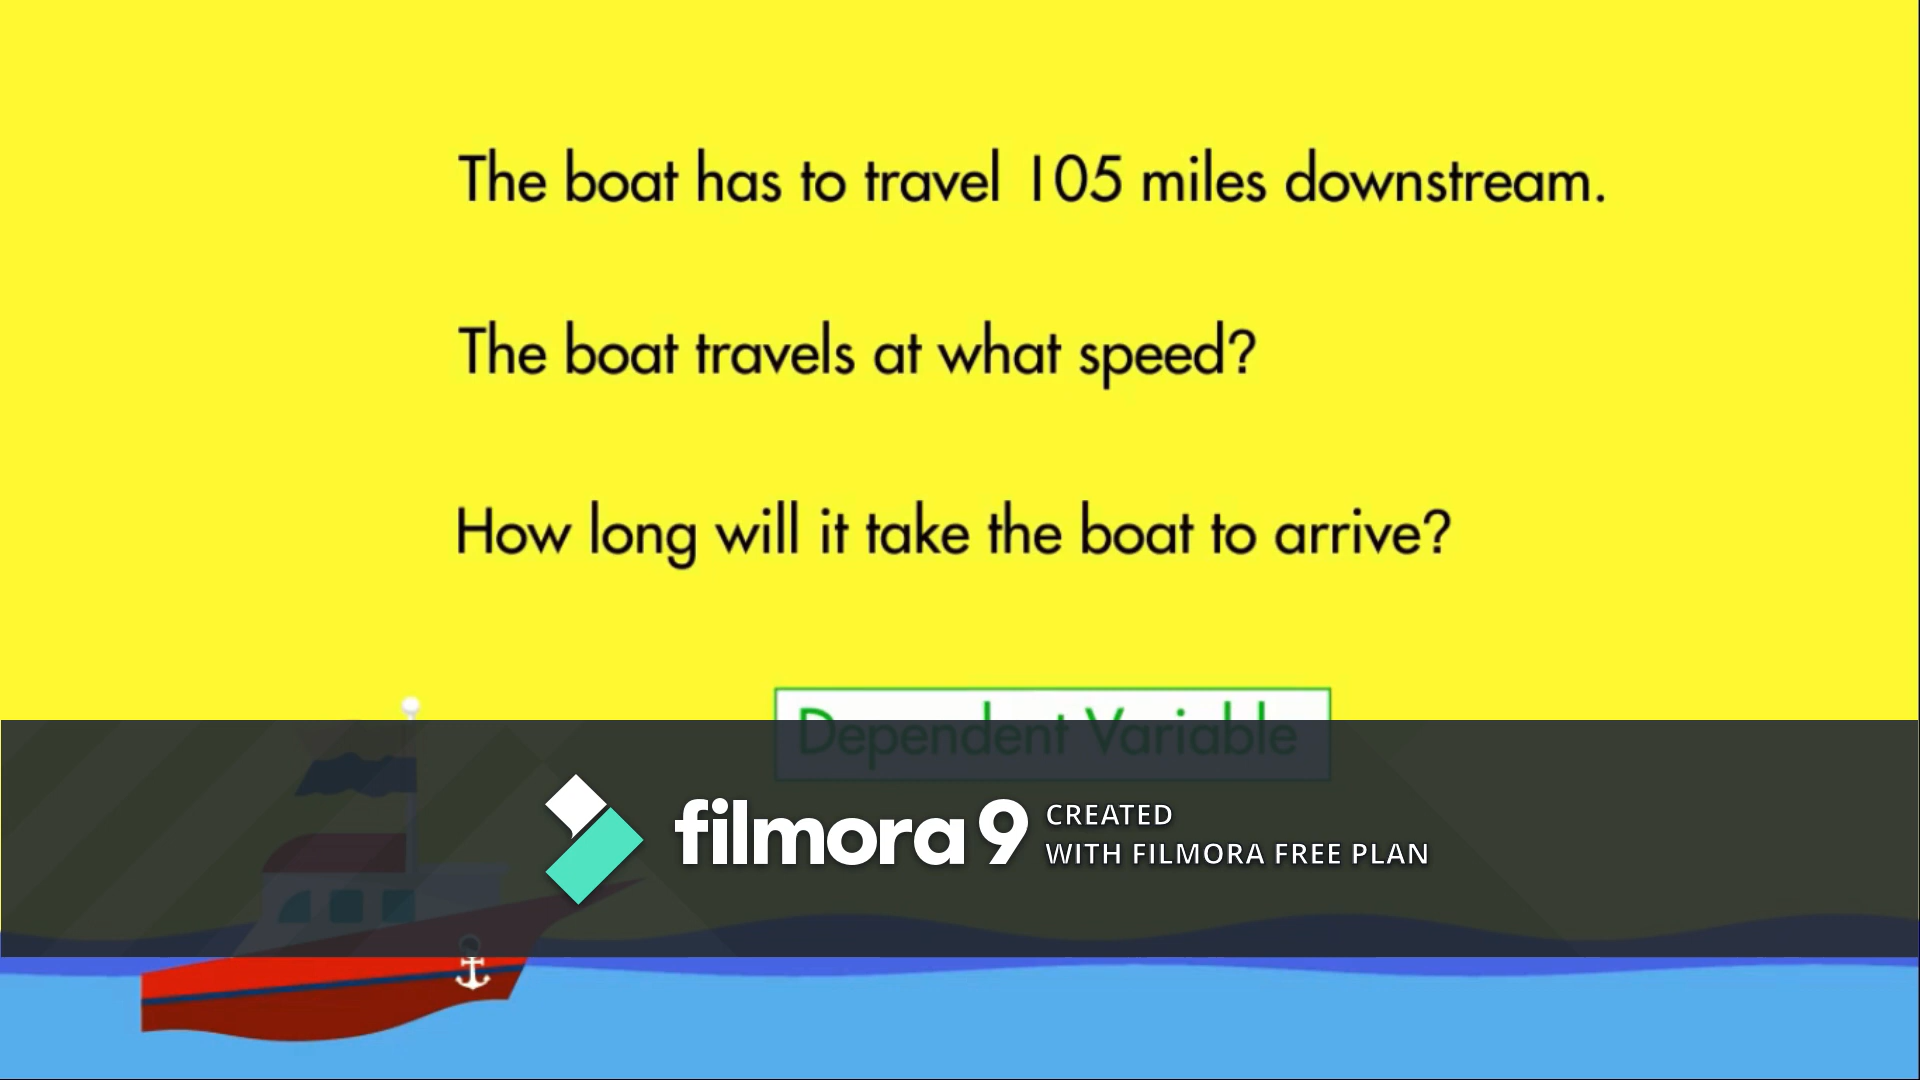 The boat has to travel 105 miles downstream.
The boat travels at what speed?
How long will it take the boat to arrive?
Dependent Variable
filmora 9 CREATED
WITH FILMORA FREE PLAN